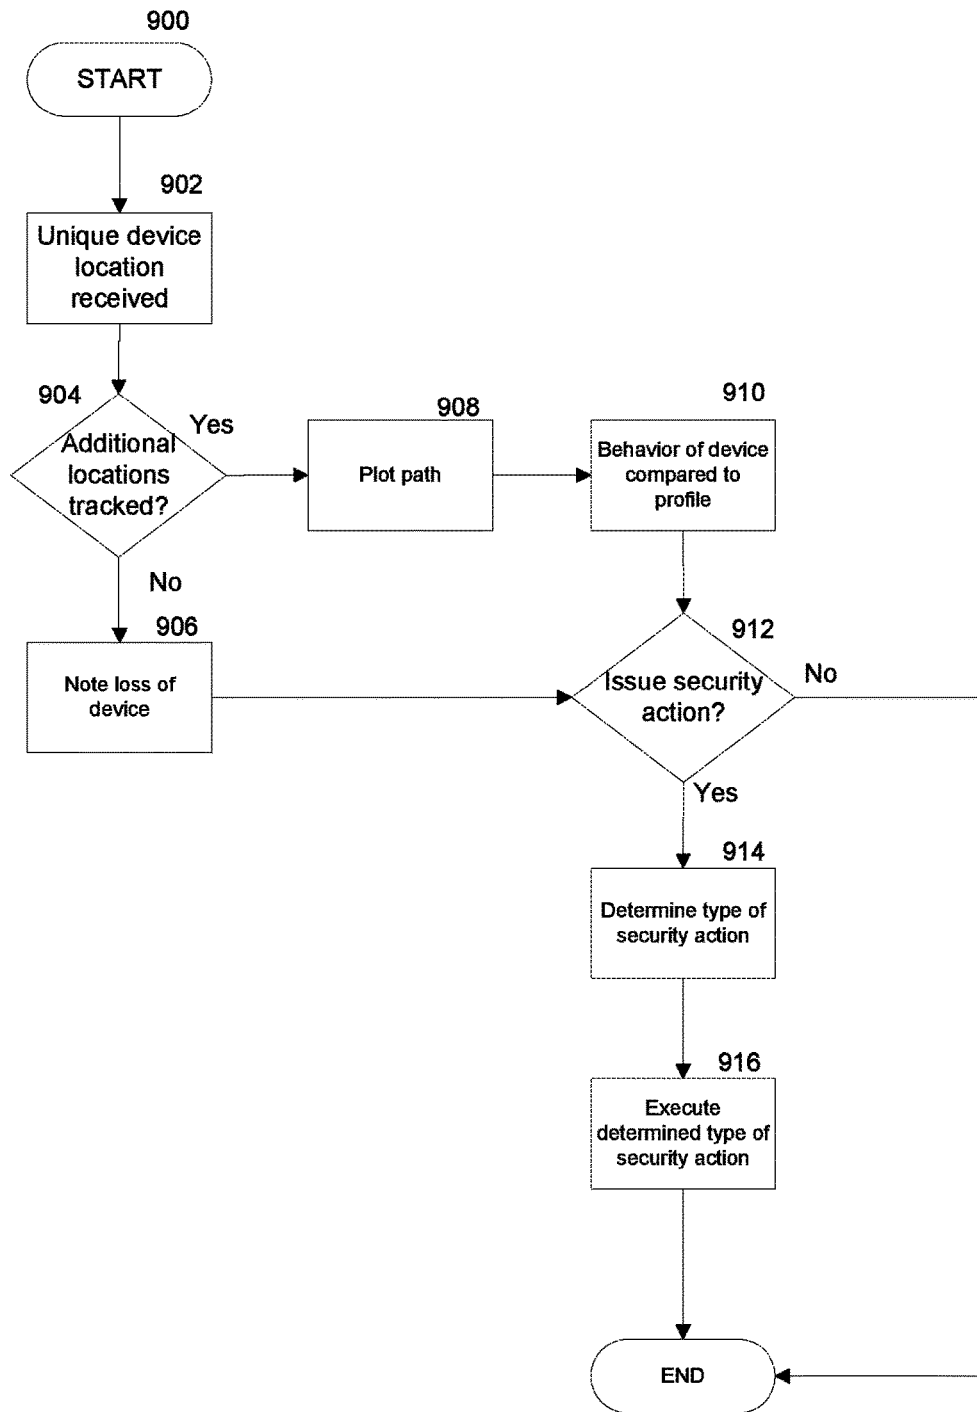 900
START
902
Unique device
location
received
904
Yes
Additional
locations
tracked?
908
Plot path
910
Behavior of device
compared to
profile
No
906
Note loss of
device
912
Issue security
action?
No
Yes
914
Determine type of
security action
916
Execute
determined type of
security action
END